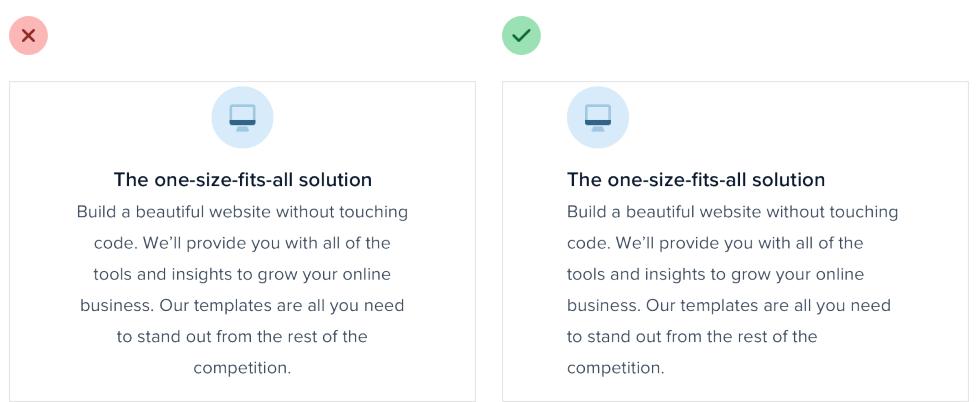 The one-size-fits-all solution
Build a beautiful website without touching
code. We’ll provide you with all of the
tools and insights to grow your online
business. Our templates are all you need
to stand out from the rest of the
competition.
The one-size-fits-all solution
Build a beautiful website without touching
code. We’ll provide you with all of the
tools and insights to grow your online
business. Our templates are all you need
to stand out from the rest of the
competition.